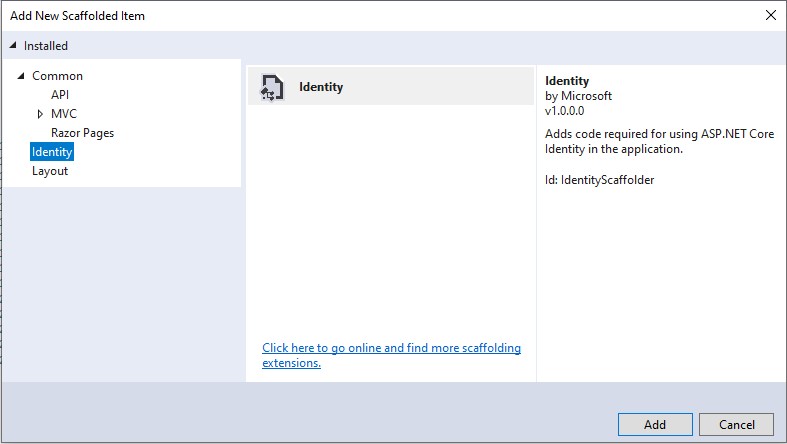 Add New Scaffolded Item
Installed
Common
API
MVC
Razor Pages
Identity
Layout
Identity
Click here to go online and find more scaffolding
extensions.
Identity
by Microsoft
v1.0.0.0
Adds code required for using ASP.NET Core
Identity in the application.
Id: IdentityScaffolder
Add
Cancel